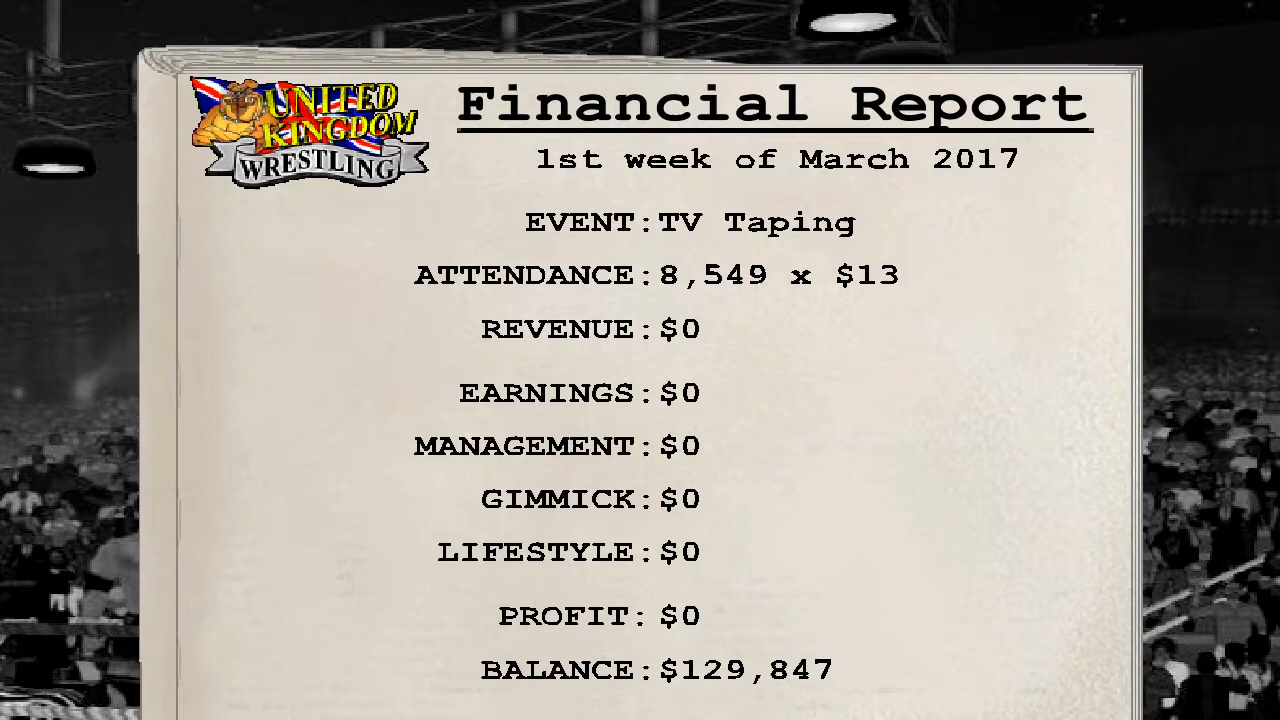 UNITED
KINGDOM
WRESTLING
Financial Report
1st week of March 2017
EVENT: TV Taping
ATTENDANCE: 8,549 x $13
REVENUE: $0
EARNINGS: $0
MANAGEMENT: $0
GIMMICK: $0
LIFESTYLE: $0
PROFIT: $0
BALANCE: $129,847